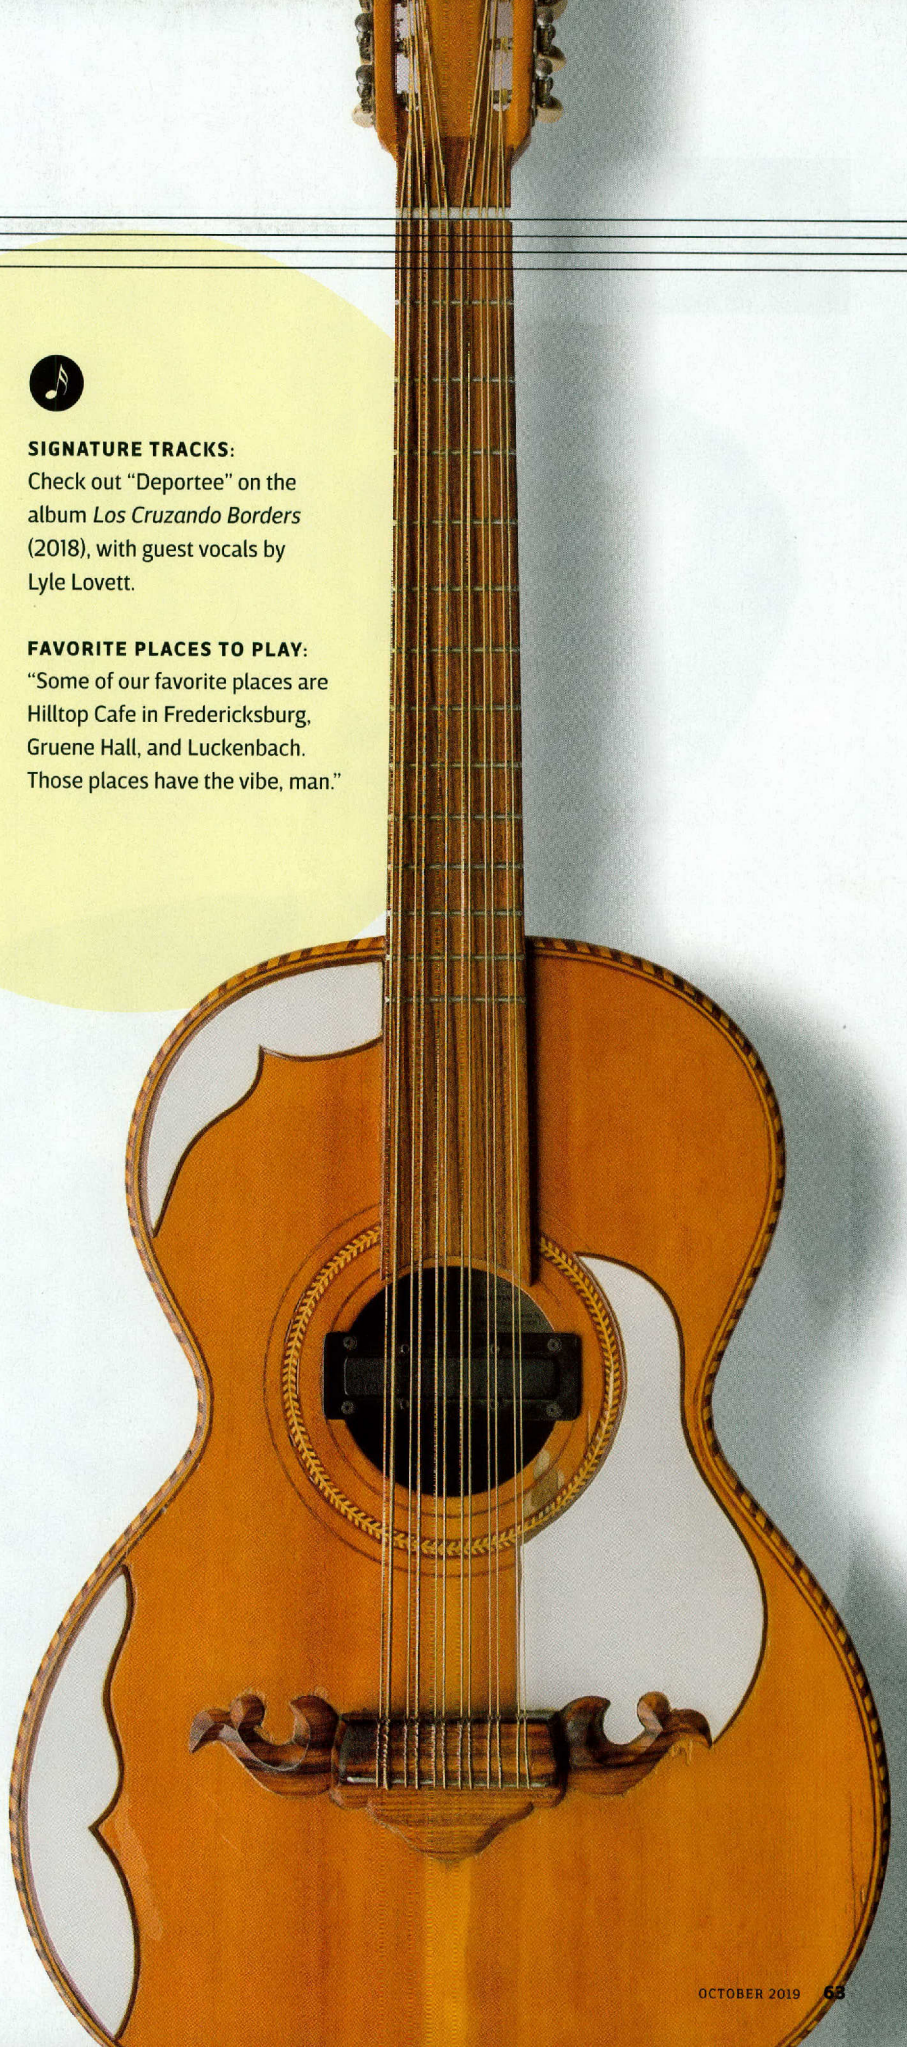 SIGNATURE TRACKS:
Check out “Deportee” on the
album Los Cruzando Borders
(2018), with guest vocals by
Lyle Lovett.
FAVORITE PLACES TO PLAY:
“Some of our favorite places are
Hilltop Cafe in Fredericksburg,
Gruene Hall, and Luckenbach.
Those places have the vibe, man.”
OCTOBER 2019 63